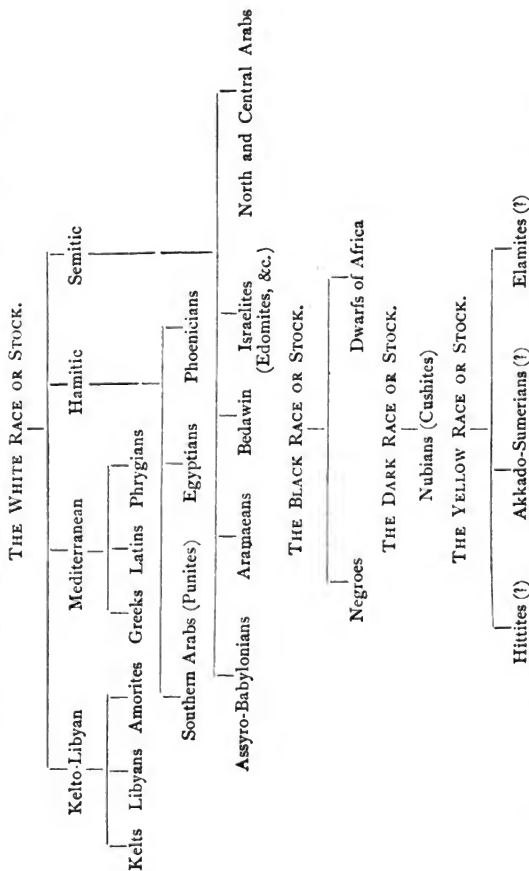 THE WHITE RACE OR STOCK.
Kelto-Libyan Mediterranean Hamitic Semitic
Kelts Libyans Amorites Greeks Latins Phrygians
Southern Arabs (Punites) Egyptians Phoenicians
Assyro-Babylonians Aramaeans Bedawin Israelites North and Central Arabs
(Edomites, &c.)
THE BLACK RACE OR STOCK.
Negroes Dwarfs of Africa
THE DARK RACE OR STOCK.
Nubians (Cushites)
THE YELLOW RACE OR STOCK.
Hittites (?) Akkado-Sumerians (?) Elamites (?)